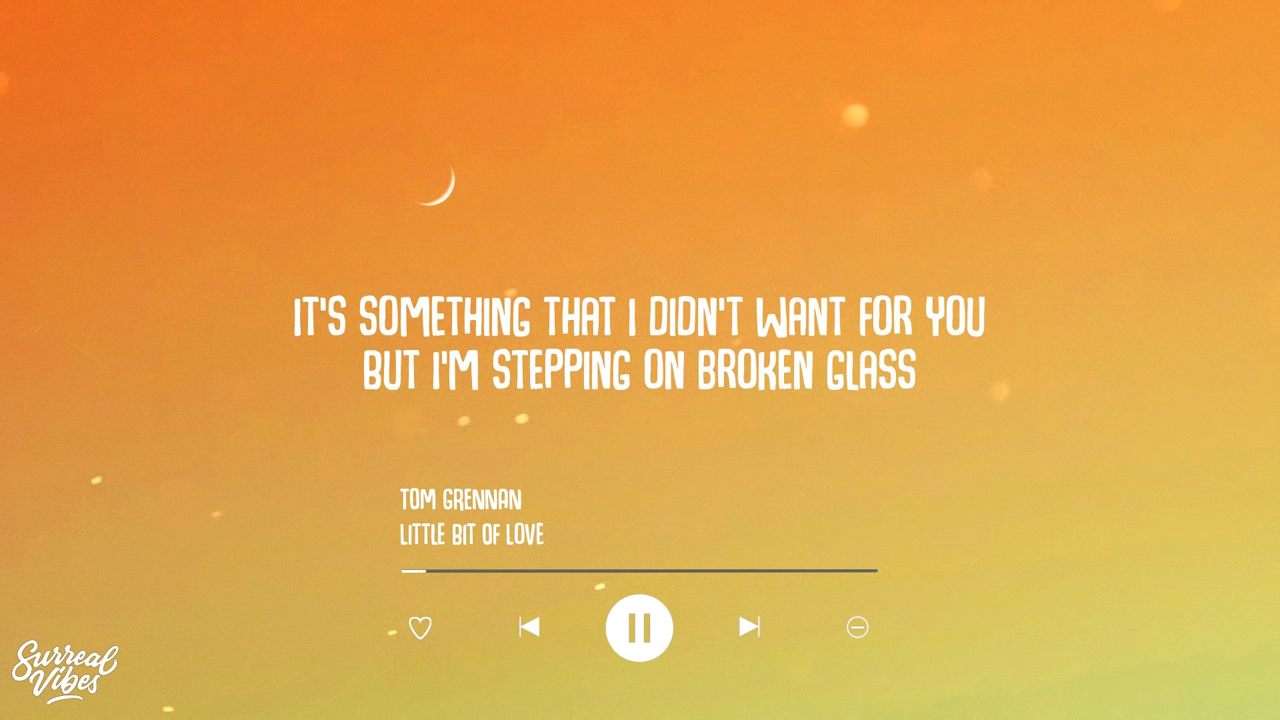 IT'S SOMETHING THAT I DIDN'T WANT FOR YOU
BUT I'M STEPPING ON BROKEN GLASS
TOM GRENNAN
LITTLE BIT OF LOVE
Surreal
Vibes